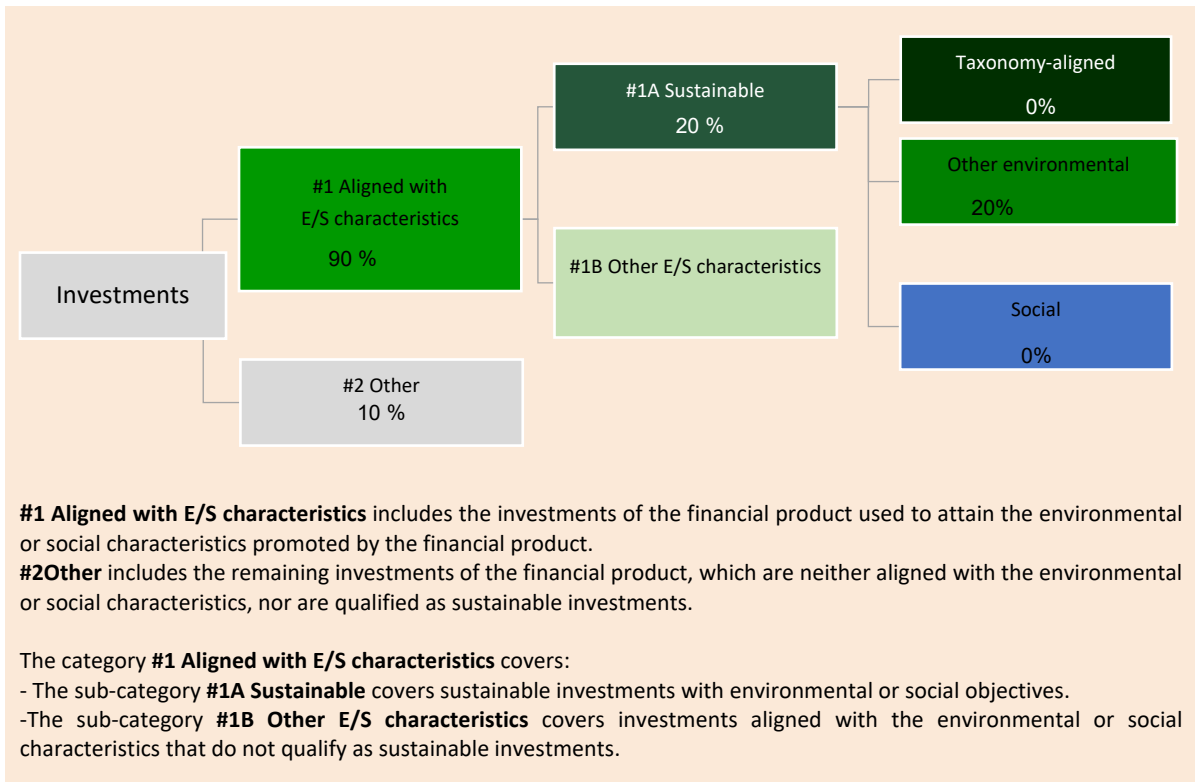 Investments
#1 Aligned with
E/S characteristics
90 %
#2 Other
10 %
#1A Sustainable
20 %
#1B Other E/S characteristics
Taxonomy-aligned
0%
Other environmental
20%
Social
0%
#1 Aligned with E/S characteristics includes the investments of the financial product used to attain the environmental
or social characteristics promoted by the financial product.
#2Other includes the remaining investments of the financial product, which are neither aligned with the environmental
or social characteristics, nor are qualified as sustainable investments.
The category #1 Aligned with E/S characteristics covers:
- The sub-category #1A Sustainable covers sustainable investments with environmental or social objectives.
-The sub-category #1B Other E/S characteristics covers investments aligned with the environmental or social
characteristics that do not qualify as sustainable investments.